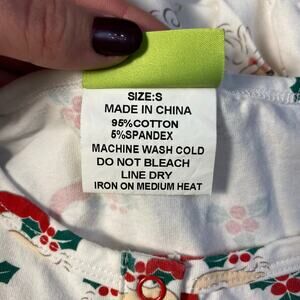 SIZE:S
MADE IN CHINA
95%COTTON
5%SPANDEX
MACHINE WASH COLD
DO NOT BLEACH
LINE DRY
IRON ON MEDIUM HEAT